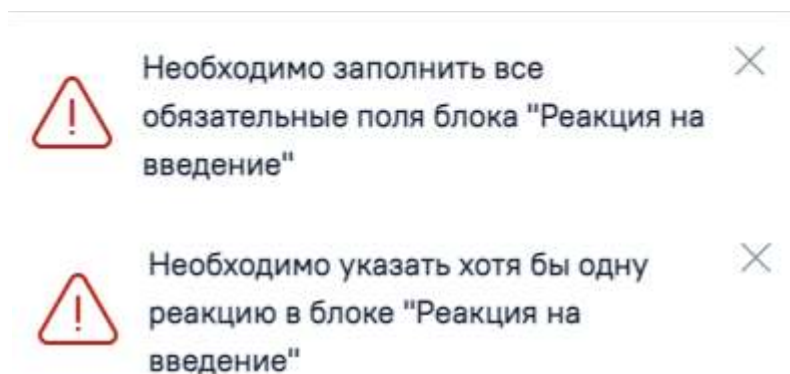 Необходимо заполнить все
обязательные поля блока "Реакция на
введение"
Необходимо указать хотя бы одну
реакцию в блоке "Реакция на
введение"